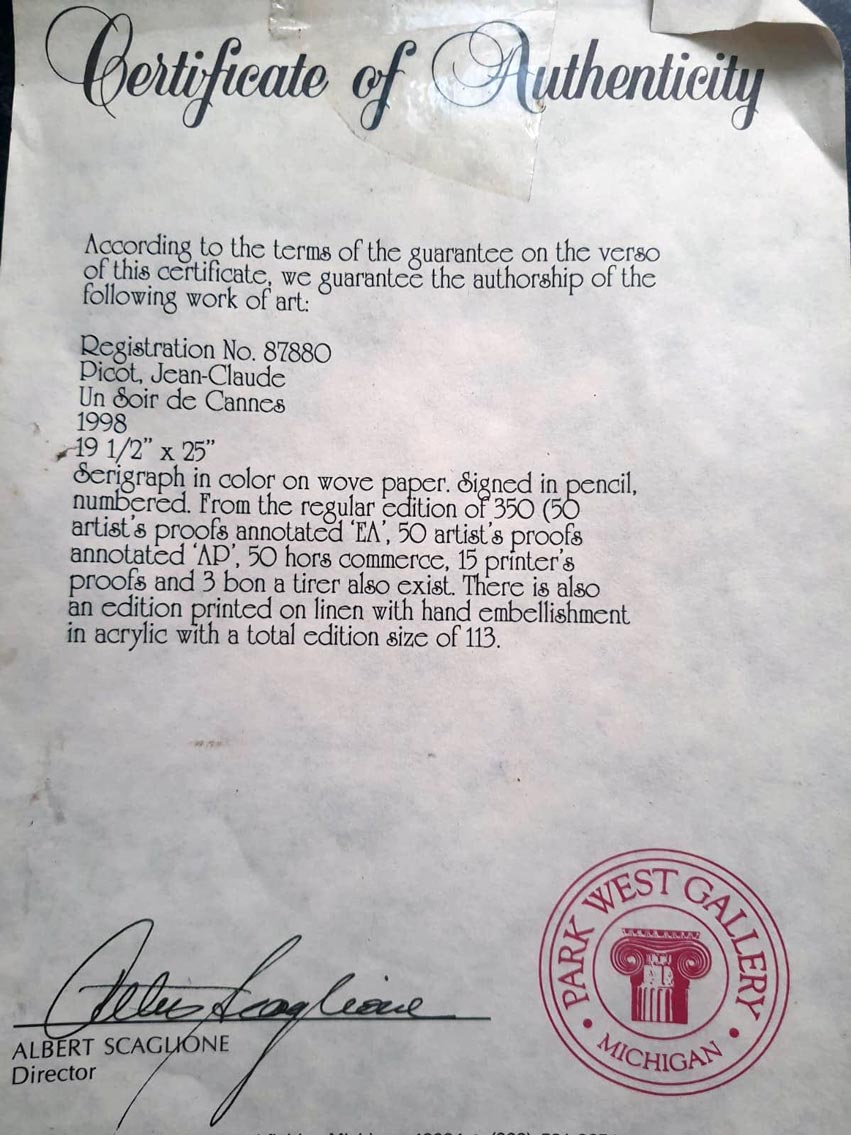 Certificate of Authenticity
According to the terms of the guarantee on the verso
of this certificate, we guarantee the authorship of the
following work of art:
Registration No. 87880
Picot, Jean-Claude
Un Soir de Cannes
1998
19 1/2” x 25”
Serigraph in color on wove paper. Signed in pencil,
numbered. From the regular edition of 350 (50
artist's proofs annotated 'EA', 50 artist's proofs
annotated 'AP', 50 hors commerce, 15 printer's
proofs and 3 bon a tirer also exist. There is also
an edition printed on linen with hand embellishment
in acrylic with a total edition size of 113.
Albert Scaglione
ALBERT SCAGLIONE
Director
PARK WEST GALLERY
• MICHIGAN •